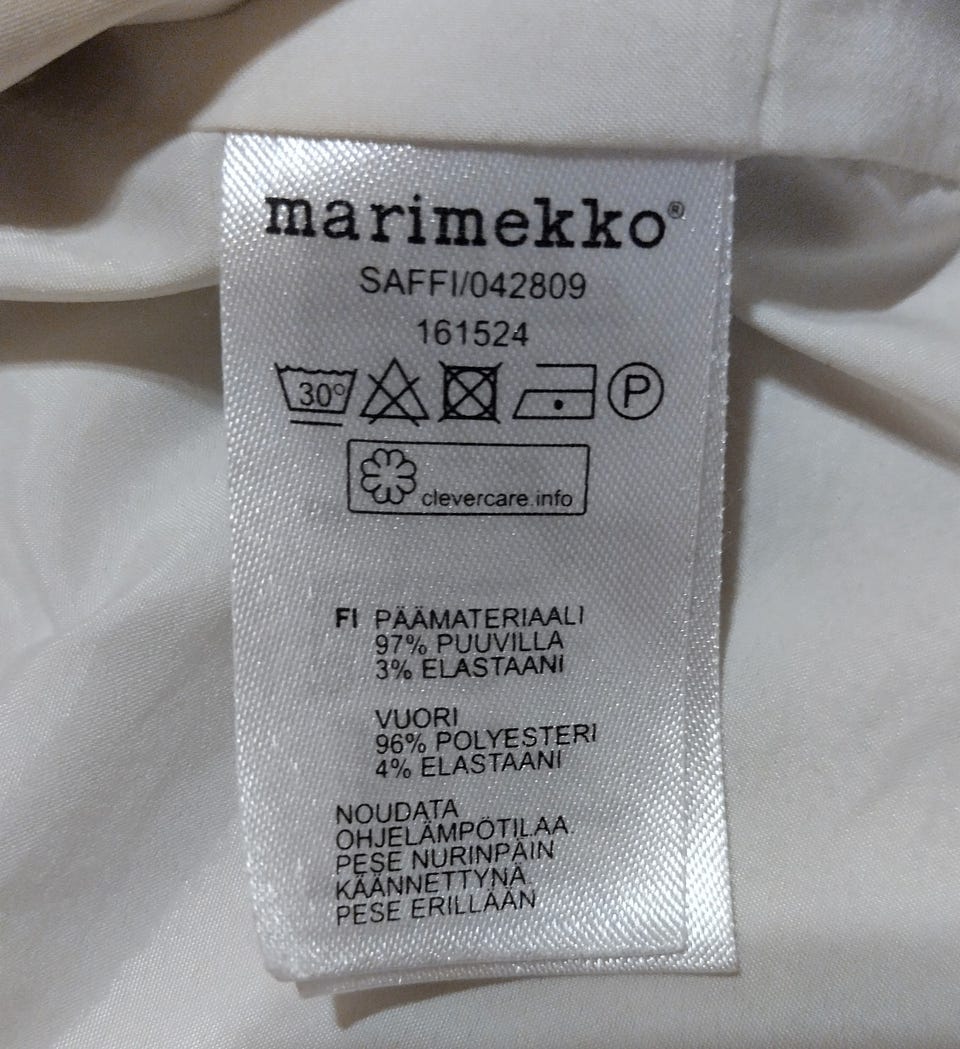 marimekko®
SAFFI/042809
161524
30° P
clevercare.info
FI PÄÄMATERIAALI
97% PUUVILLA
3% ELASTAANI
VUORI
96% POLYESTERI
4% ELASTAANI
NOUDATA
OHJELÄMPÖTILAA.
PESE NURINPÄIN
KÄÄNNETTYNÄ.
PESE ERILLÄÄN